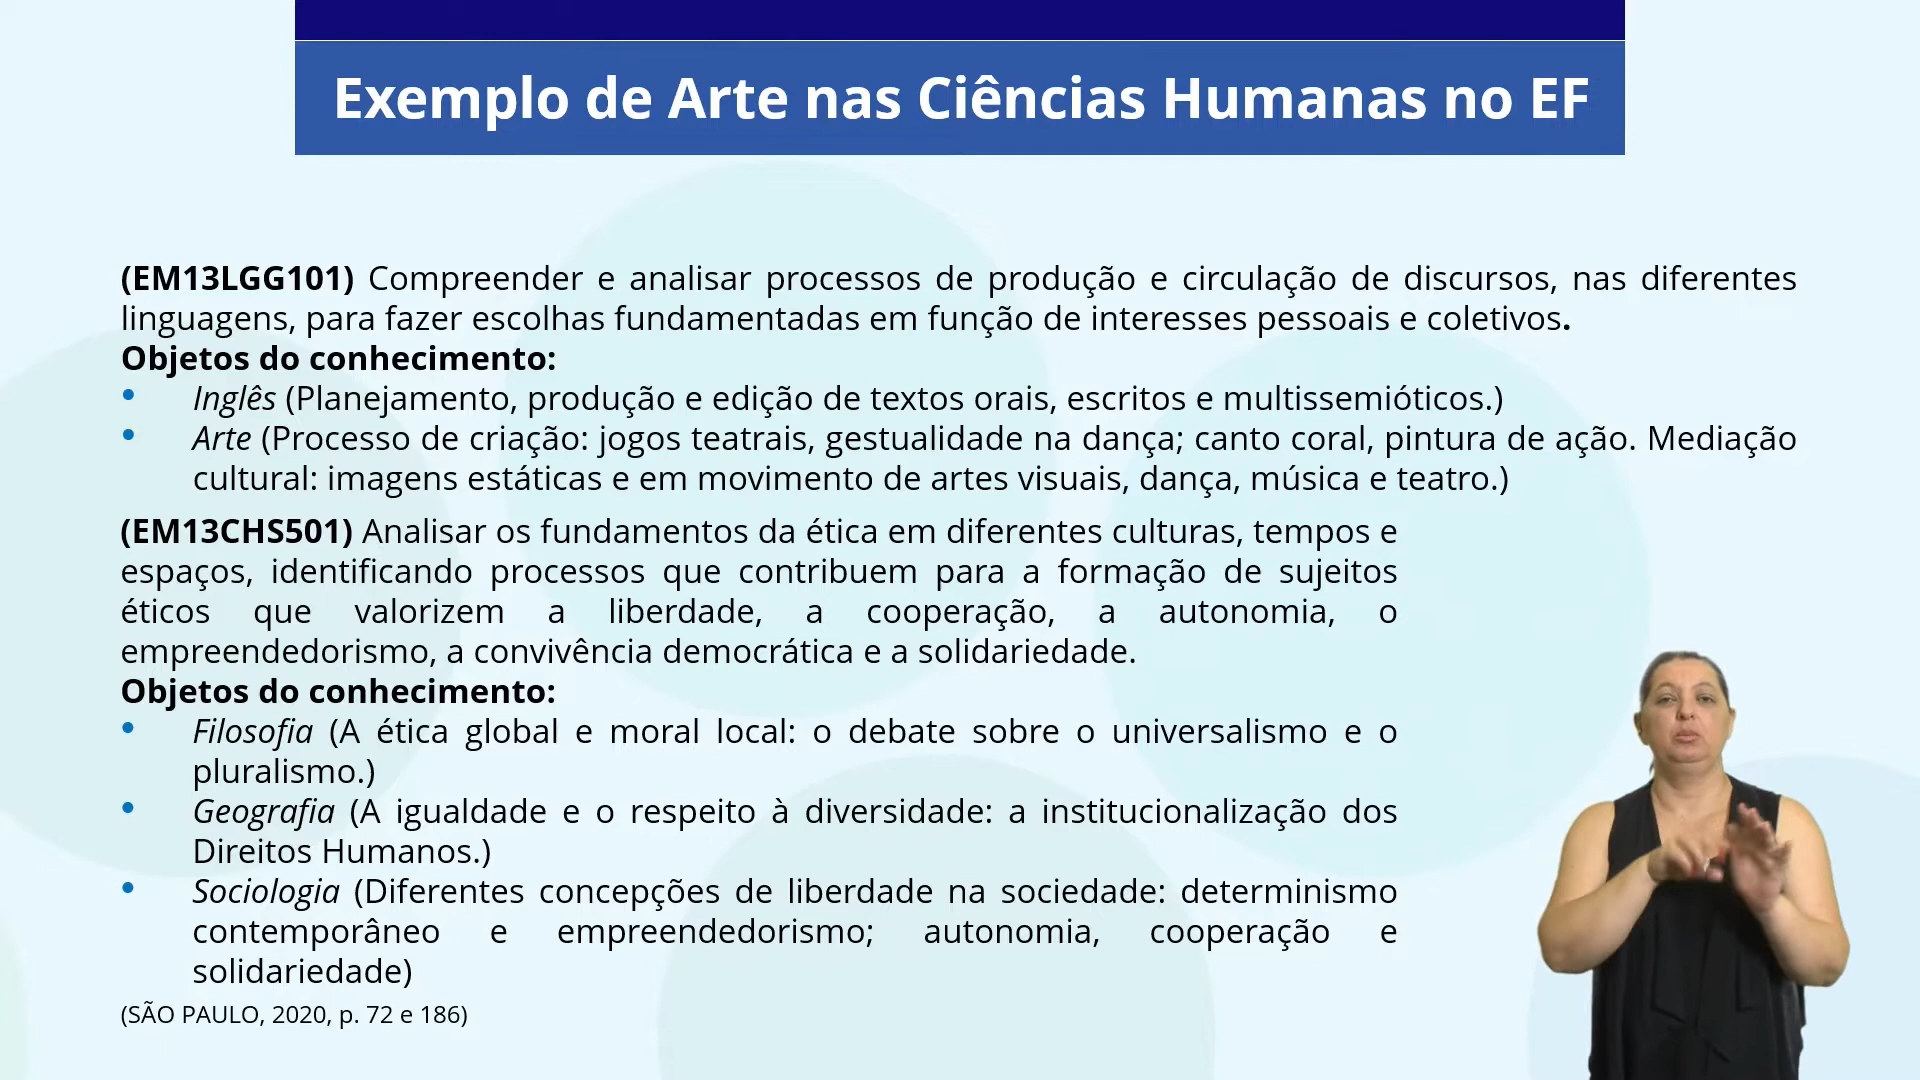 Exemplo de Arte nas Ciências Humanas no EF
(EM13LGG101) Compreender e analisar processos de produção e circulação de discursos, nas diferentes
linguagens, para fazer escolhas fundamentadas em função de interesses pessoais e coletivos.
Objetos do conhecimento:
• Inglês (Planejamento, produção e edição de textos orais, escritos e multissemióticos.)
• Arte (Processo de criação: jogos teatrais, gestualidade na dança; canto coral, pintura de ação. Mediação
cultural: imagens estáticas e em movimento de artes visuais, dança, música e teatro.)
(EM13CHS501) Analisar os fundamentos da ética em diferentes culturas, tempos e
espaços, identificando processos que contribuem para a formação de sujeitos
éticos que valorizem a liberdade, a cooperação, a autonomia, o
empreendedorismo, a convivência democrática e a solidariedade.
Objetos do conhecimento:
• Filosofia (A ética global e moral local: o debate sobre o universalismo e o
pluralismo.)
• Geografia (A igualdade e o respeito à diversidade: a institucionalização dos
Direitos Humanos.)
• Sociologia (Diferentes concepções de liberdade na sociedade: determinismo
contemporâneo e empreendedorismo; autonomia, cooperação e
solidariedade)
(SÃO PAULO, 2020, p. 72 e 186)